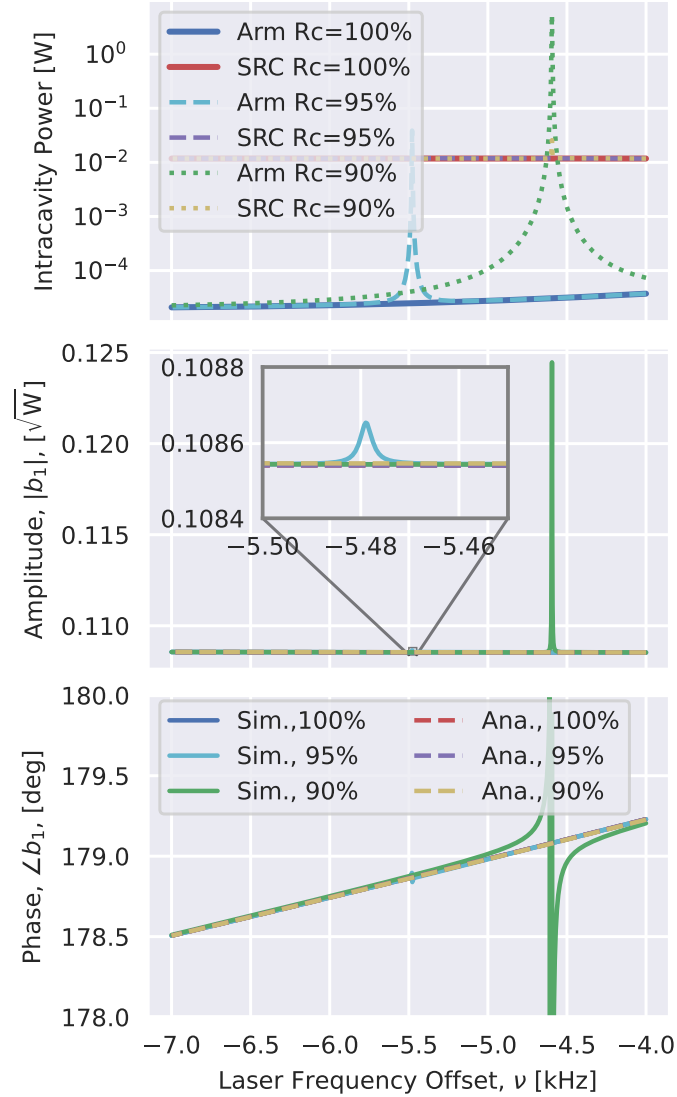 Intracavity Power [W]
10⁰
10⁻¹
10⁻²
10⁻³
10⁻⁴
Arm Rc=100%
SRC Rc=100%
Arm Rc=95%
SRC Rc=95%
Arm Rc=90%
SRC Rc=90%
Amplitude, |b₁|, [√W]
0.125
0.120
0.115
0.110
0.1088
0.1086
0.1084
−5.50 −5.48 −5.46
Phase, ∠b₁, [deg]
180.0
179.5
179.0
178.5
178.0
Sim.,100% Ana., 100%
Sim., 95% Ana., 95%
Sim., 90% Ana., 90%
−7.0 −6.5 −6.0 −5.5 −5.0 −4.5 −4.0
Laser Frequency Offset, ν [kHz]